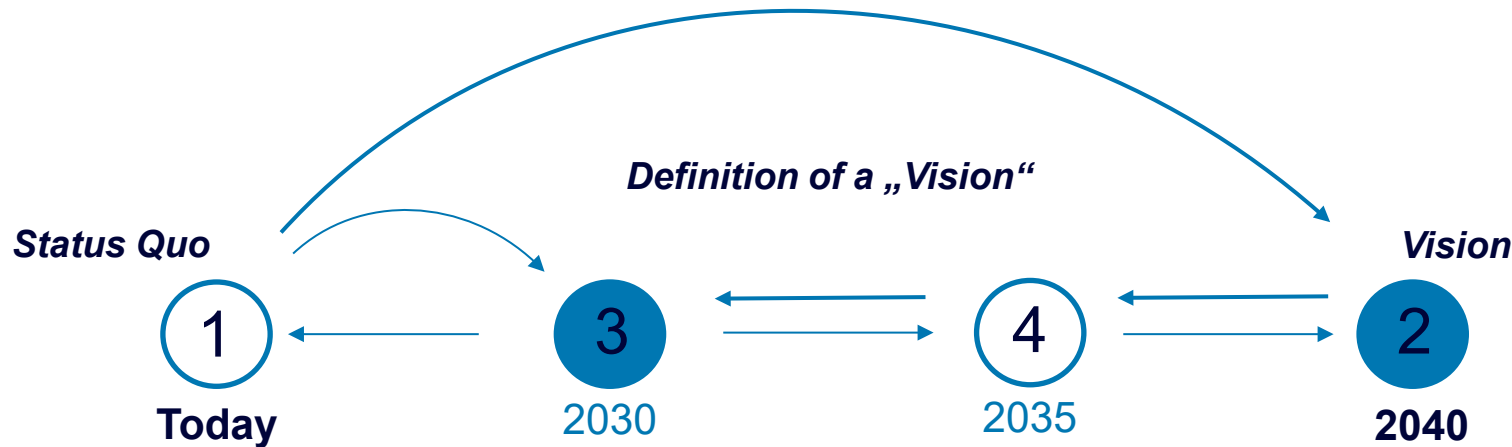 Definition of a „Vision“
Status Quo
Vision
1
3
4
2
Today
2030
2035
2040